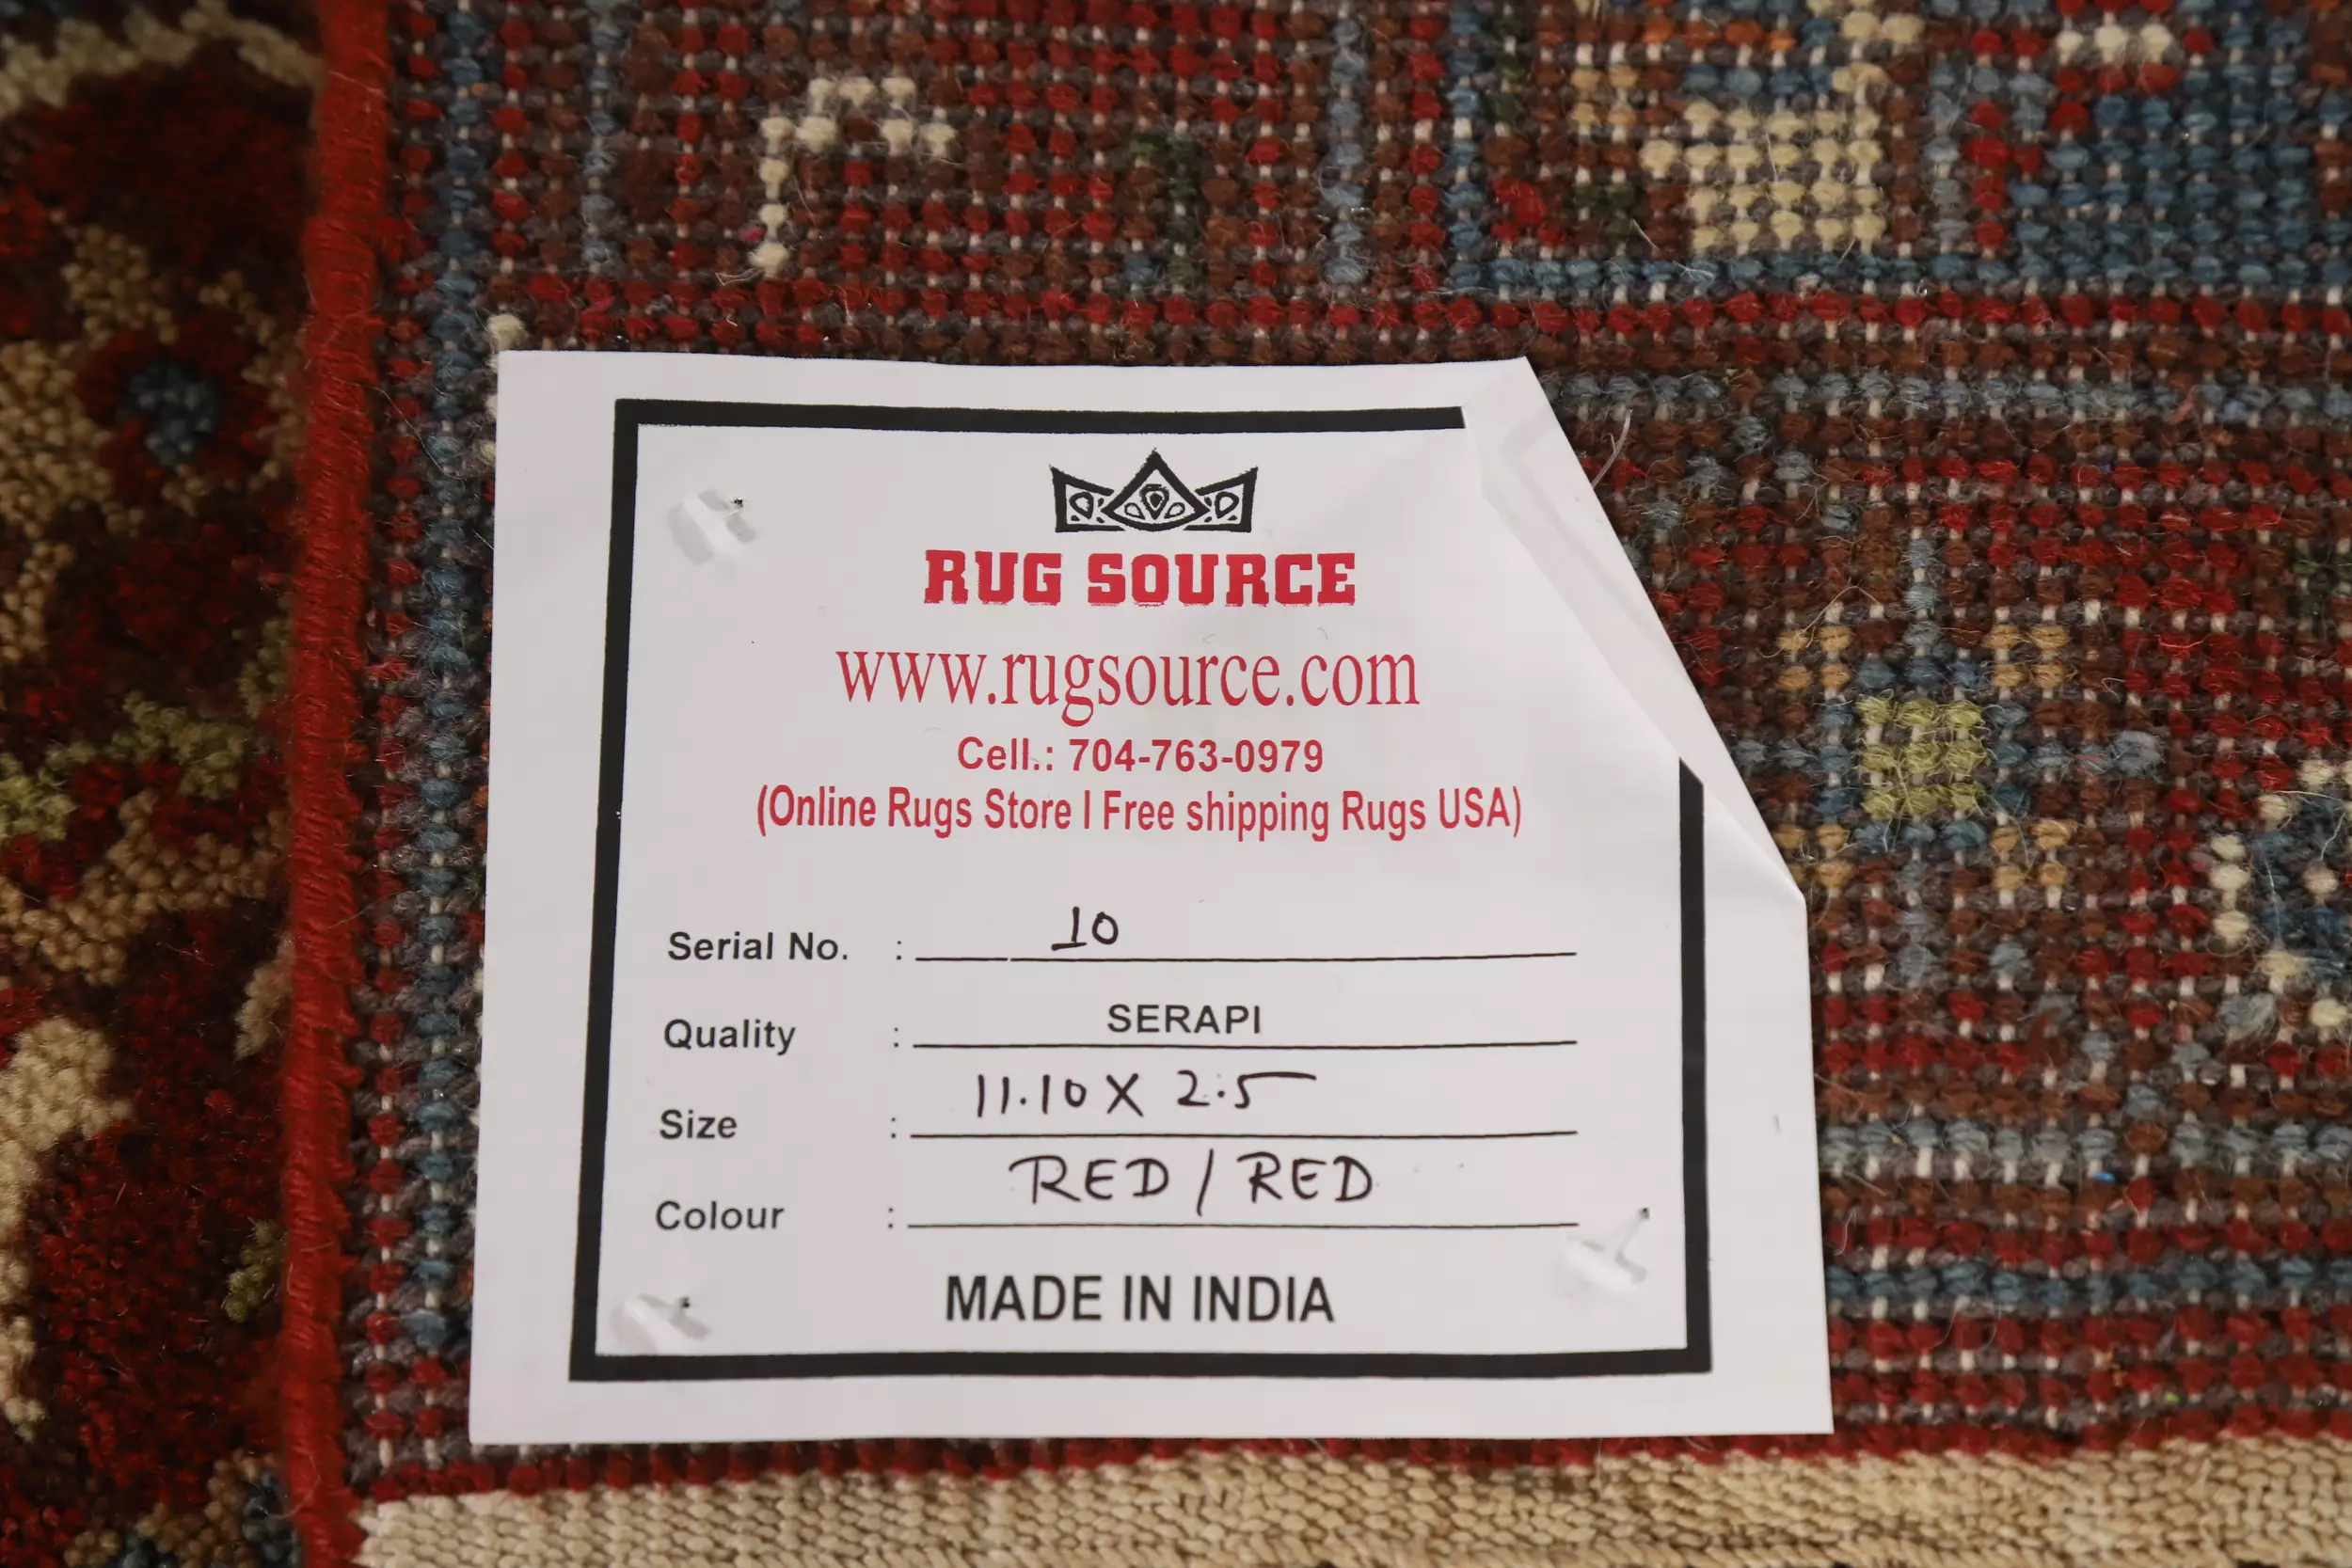 RUG SOURCE
www.rugsource.com
Cell.: 704-763-0979
(Online Rugs Store I Free shipping Rugs USA)
Serial No. : 10
Quality : SERAPI
Size : 11.10 X 2.5
Colour : RED / RED
MADE IN INDIA